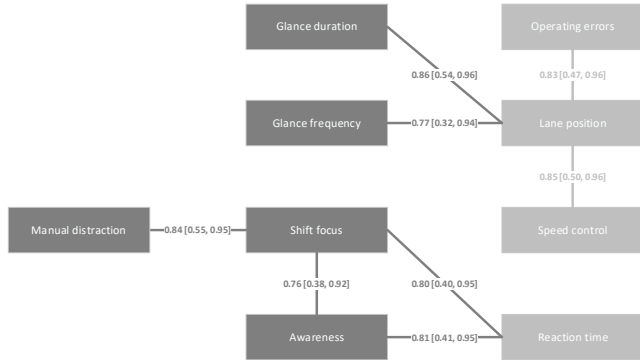 Glance duration
Operating errors
0.86 [0.54, 0.96]
0.83 [0.47, 0.96]
Glance frequency
0.77 [0.32, 0.94]
Lane position
0.85 [0.50, 0.96]
Manual distraction
0.84 [0.55, 0.95]
Shift focus
Speed control
0.76 [0.38, 0.92]
0.80 [0.40, 0.95]
Awareness
0.81 [0.41, 0.95]
Reaction time